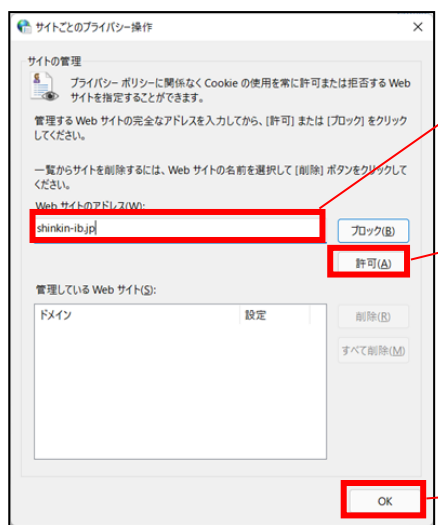 サイトごとのプライバシー操作
サイトの管理
プライバシー ポリシーに関係なく Cookie の使用を常に許可または拒否する Web
サイトを指定することができます。
管理する Web サイトの完全なアドレスを入力してから、[許可] または [ブロック] をクリック
してください。
一覧からサイトを削除するには、Web サイトの名前を選択して [削除] ボタンをクリックして
ください。
Web サイトのアドレス(W):
shinkin-ib.jp
ブロック(B)
許可(A)
管理している Web サイト(S):
ドメイン 設定
削除(R)
すべて削除(M)
OK